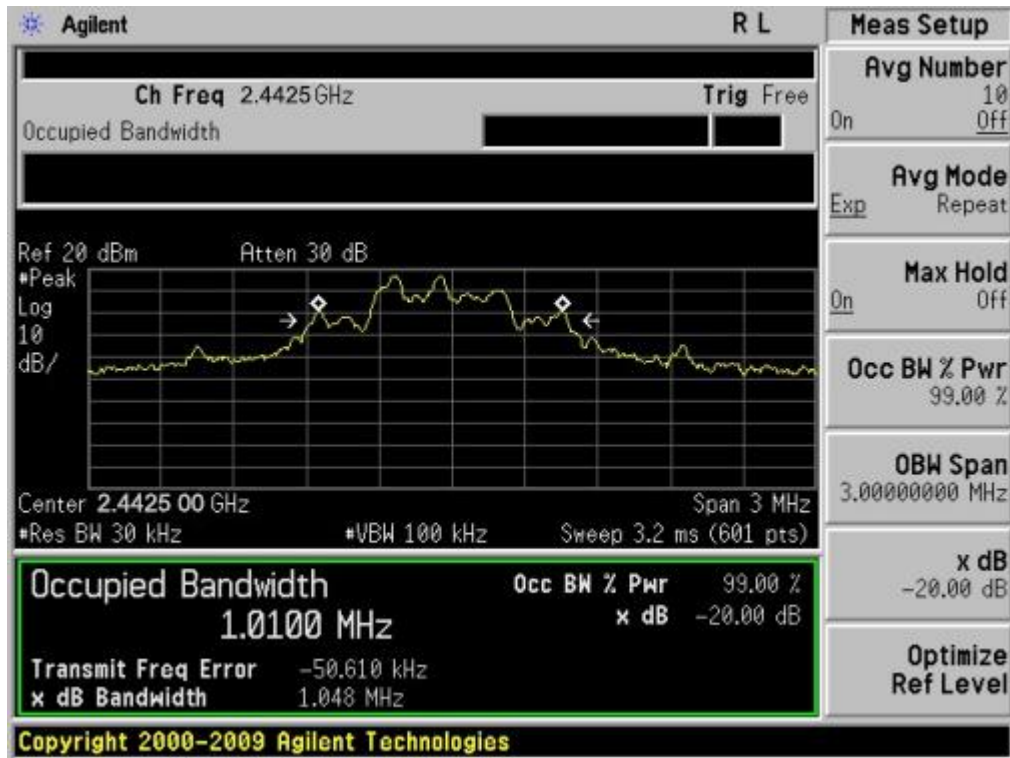 Agilent R L
Ch Freq 2.4425 GHz Trig Free
Occupied Bandwidth
Ref 20 dBm Atten 30 dB
#Peak
Log
10
dB/
Center 2.4425 00 GHz Span 3 MHz
#Res BW 30 kHz #VBW 100 kHz Sweep 3.2 ms (601 pts)
Occupied Bandwidth Occ BW % Pwr 99.00 %
1.0100 MHz x dB -20.00 dB
Transmit Freq Error -50.610 kHz
x dB Bandwidth 1.048 MHz
Copyright 2000-2009 Agilent Technologies
Meas Setup
Avg Number
10
On Off
Avg Mode
Exp Repeat
Max Hold
On Off
Occ BW % Pwr
99.00 %
OBW Span
3.00000000 MHz
x dB
-20.00 dB
Optimize
Ref Level